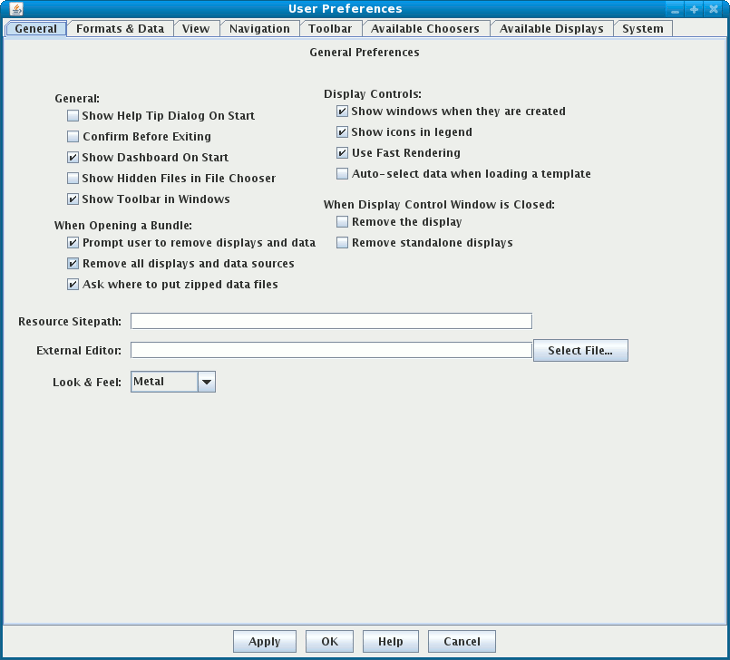 User Preferences
General Formats & Data View Navigation Toolbar Available Choosers Available Displays System
General Preferences
General:
Show Help Tip Dialog On Start
Confirm Before Exiting
Show Dashboard On Start
Show Hidden Files in File Chooser
Show Toolbar in Windows
When Opening a Bundle:
Prompt user to remove displays and data
Remove all displays and data sources
Ask where to put zipped data files
Display Controls:
Show windows when they are created
Show icons in legend
Use Fast Rendering
Auto-select data when loading a template
When Display Control Window is Closed:
Remove the display
Remove standalone displays
Resource Sitepath:
External Editor: Select File...
Look & Feel: Metal
Apply OK Help Cancel